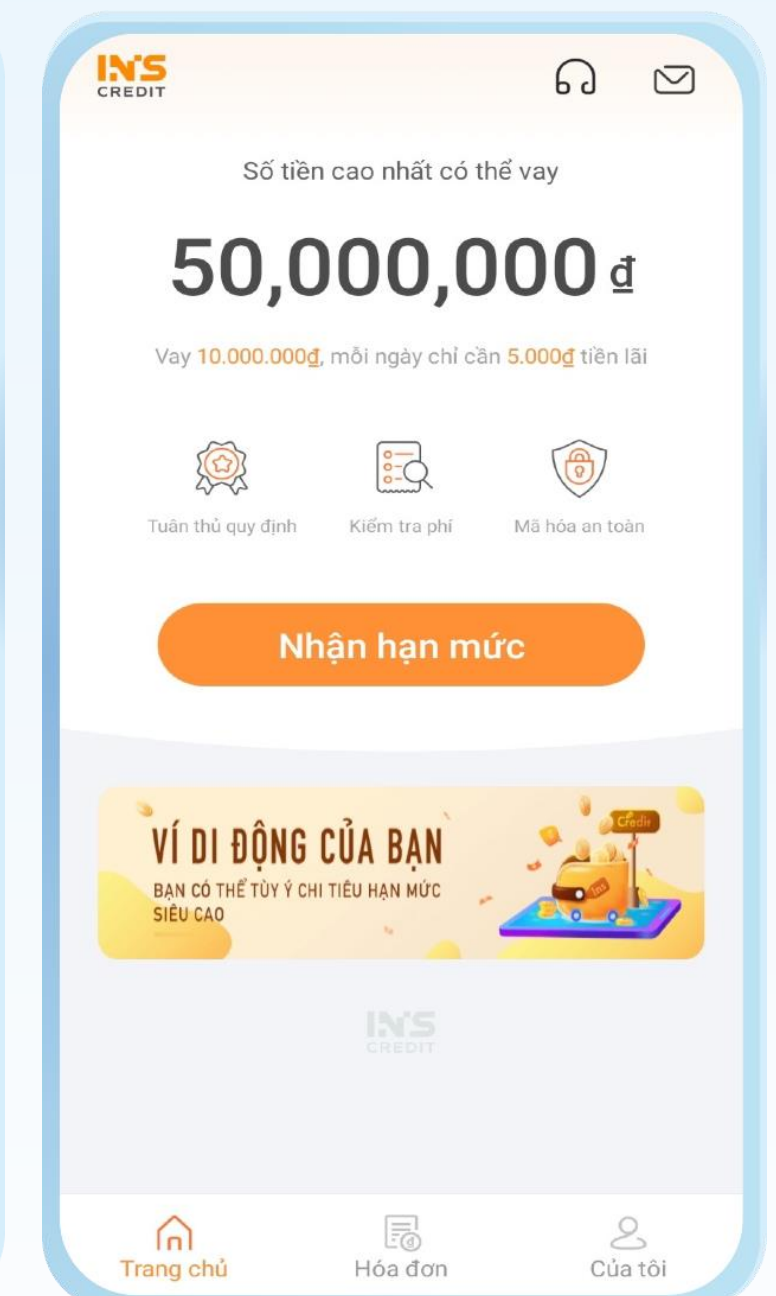 IN'S
CREDIT
Số tiền cao nhất có thể vay
50,000,000 ₫
Vay 10.000.000₫, mỗi ngày chỉ cần 5.000₫ tiền lãi
Tuân thủ quy định
Kiểm tra phí
Mã hóa an toàn
Nhận hạn mức
VÍ DI ĐỘNG CỦA BẠN
BẠN CÓ THỂ TÙY Ý CHI TIÊU HẠN MỨC
SIÊU CAO
Credit
Ins
IN'S
CREDIT
Trang chủ
Hóa đơn
Của tôi